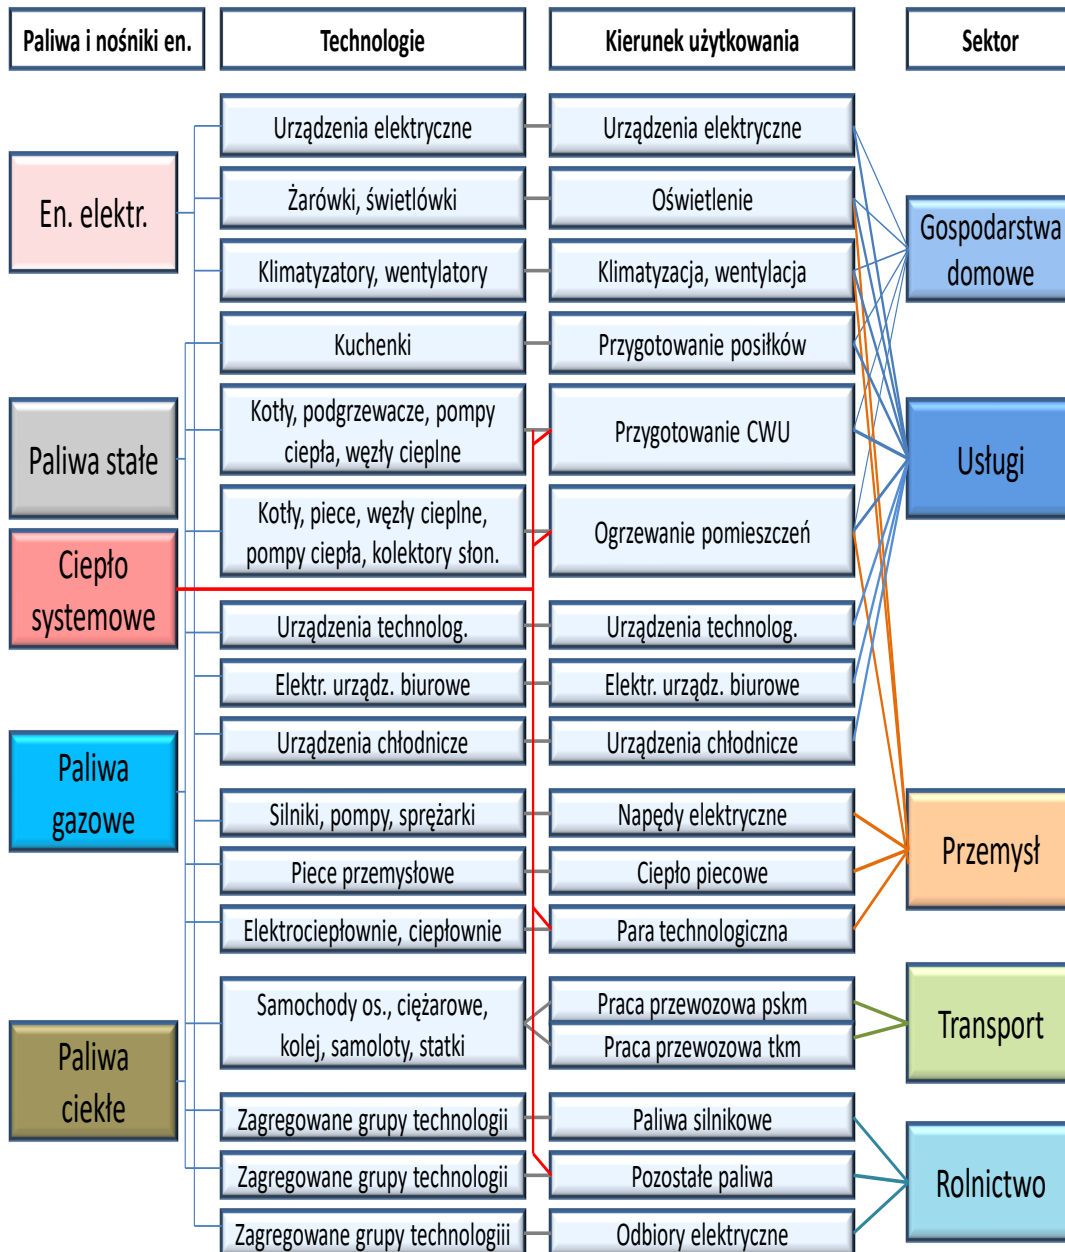 Paliwa i nośniki en.
Technologie
Kierunek użytkowania
Sektor
En. elektr.
Paliwa stałe
Ciepło
systemowe
Paliwa
gazowe
Paliwa
ciekłe
Urządzenia elektryczne
Żarówki, świetlówki
Klimatyzatory, wentylatory
Kuchenki
Kotły, podgrzewacze, pompy
ciepła, węzły cieplne
Kotły, piece, węzły cieplne,
pompy ciepła, kolektory słon.
Urządzenia technolog.
Elektr. urządz. biurowe
Urządzenia chłodnicze
Silniki, pompy, sprężarki
Piece przemysłowe
Elektrociepłownie, ciepłownie
Samochody os., ciężarowe,
kolej, samoloty, statki
Zagregowane grupy technologii
Zagregowane grupy technologii
Zagregowane grupy technologiii
Urządzenia elektryczne
Oświetlenie
Klimatyzacja, wentylacja
Przygotowanie posiłków
Przygotowanie CWU
Ogrzewanie pomieszczeń
Urządzenia technolog.
Elektr. urządz. biurowe
Urządzenia chłodnicze
Napędy elektryczne
Ciepło piecowe
Para technologiczna
Praca przewozowa pskm
Praca przewozowa tkm
Paliwa silnikowe
Pozostałe paliwa
Odbiory elektryczne
Gospodarstwa
domowe
Usługi
Przemysł
Transport
Rolnictwo